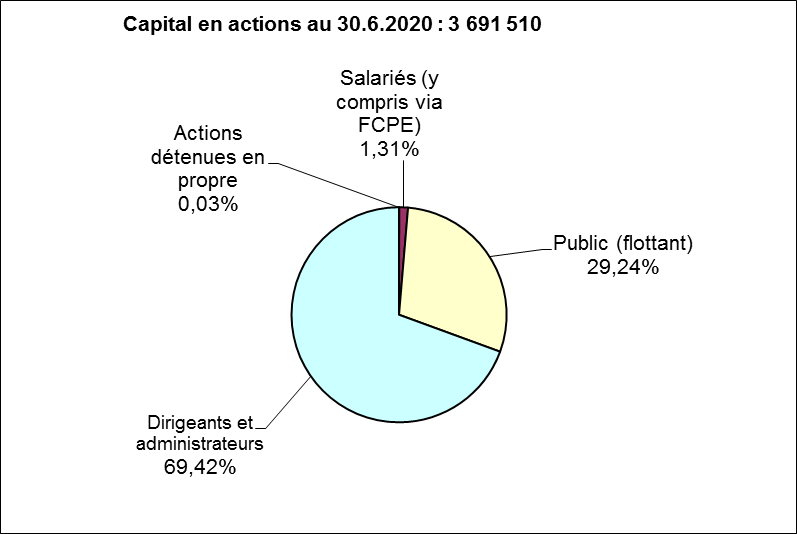 Capital en actions au 30.6.2020 : 3 691 510
Salariés (y
compris via
FCPE)
1,31%
Actions
détenues en
propre
0,03%
Public (flottant)
29,24%
Dirigeants et
administrateurs
69,42%